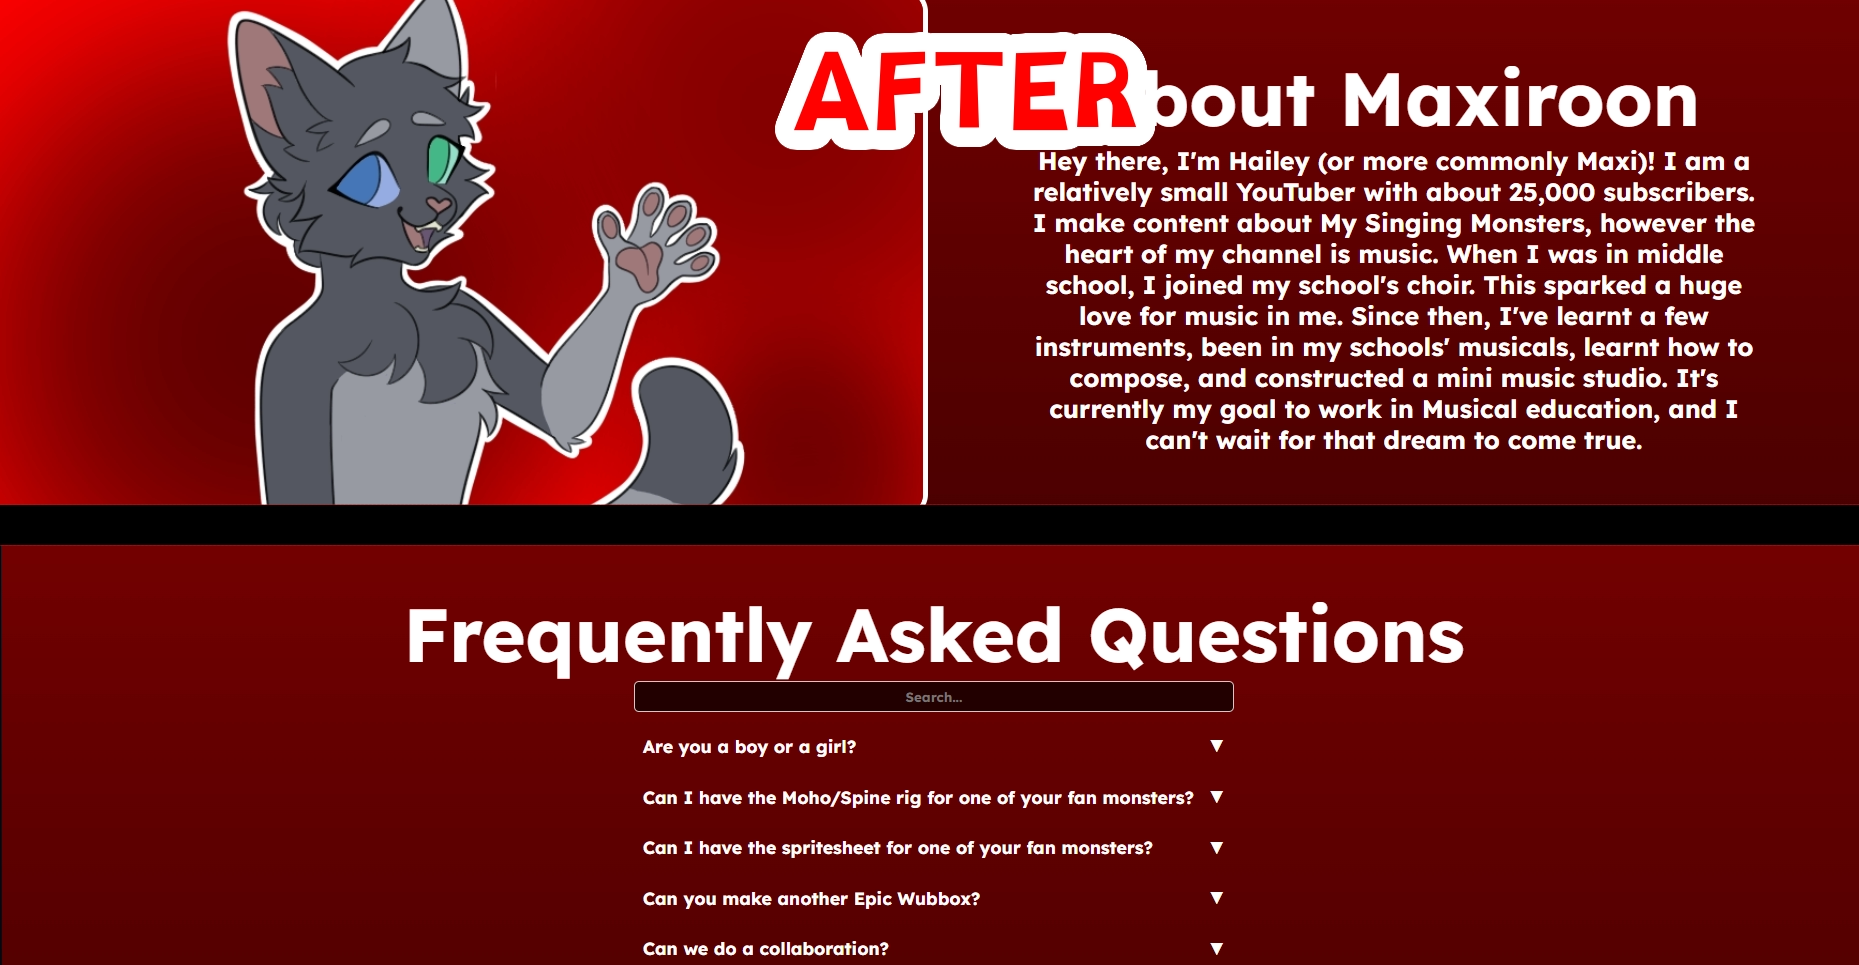 AFTER
bout Maxiroon
Hey there, I'm Hailey (or more commonly Maxi)! I am a
relatively small YouTuber with about 25,000 subscribers.
I make content about My Singing Monsters, however the
heart of my channel is music. When I was in middle
school, I joined my school's choir. This sparked a huge
love for music in me. Since then, I've learnt a few
instruments, been in my schools' musicals, learnt how to
compose, and constructed a mini music studio. It's
currently my goal to work in Musical education, and I
can't wait for that dream to come true.
Frequently Asked Questions
Search...
Are you a boy or a girl?
Can I have the Moho/Spine rig for one of your fan monsters?
Can I have the spritesheet for one of your fan monsters?
Can you make another Epic Wubbox?
Can we do a collaboration?